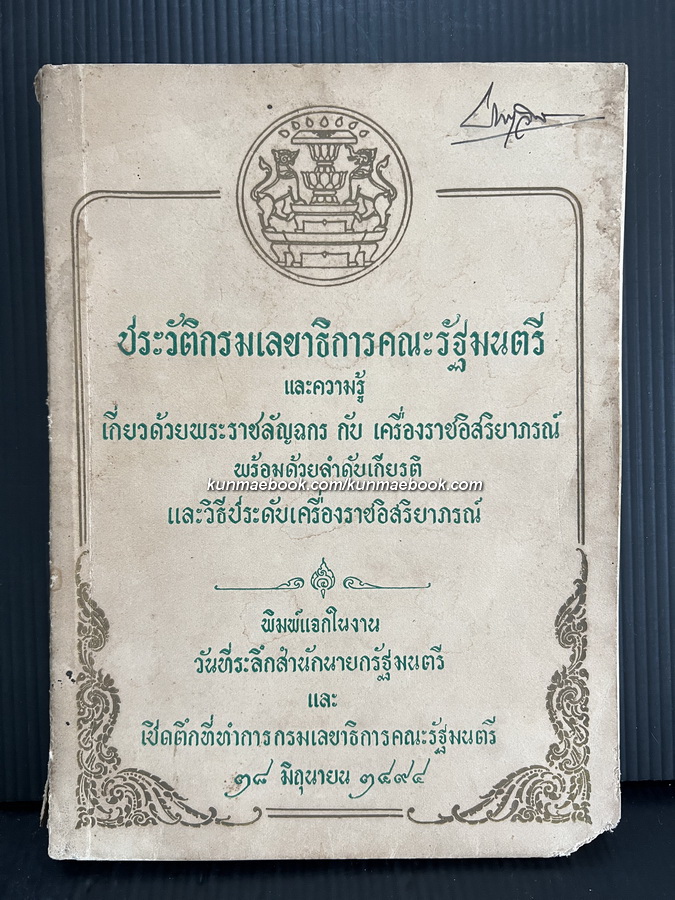 ประวัติกรมเลขาธิการคณะรัฐมนตรี
และความรู้
เกี่ยวด้วยพระราชลัญฉกร กับ เครื่องราชอิสริยาภรณ์
พร้อมด้วยลำดับเกียรติ
kunmaebook.com/kunmaebook.com
และวิธีประดับเครื่องราชอิสริยาภรณ์
พิมพ์แจกในงาน
วันที่ระลึกสำนักนายกรัฐมนตรี
และ
เปิดตึกที่ทำการกรมเลขาธิการคณะรัฐมนตรี
๒๘ มิถุนายน ๒๔๙๔